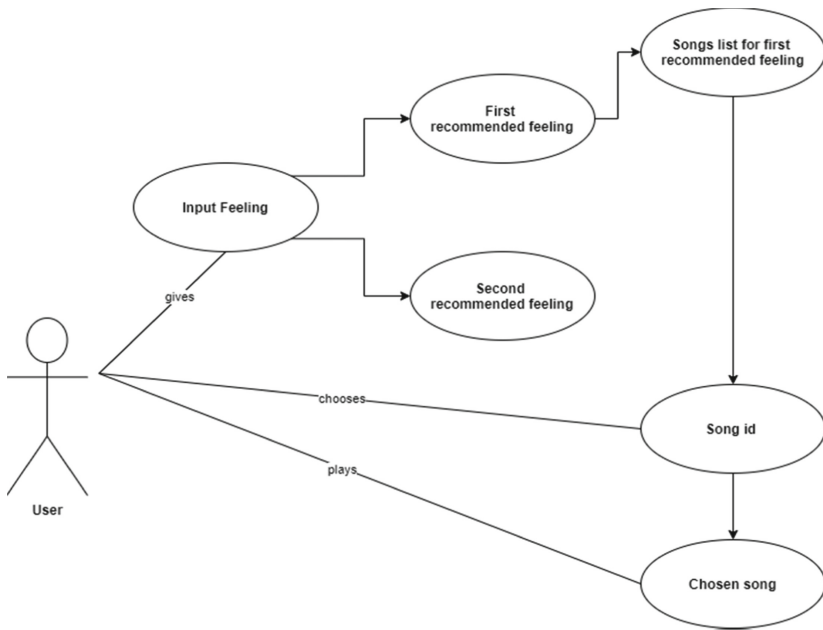 Songs list for first
recommended feeling
First
recommended feeling
Input Feeling
Second
recommended feeling
gives
chooses
Song id
plays
User
Chosen song